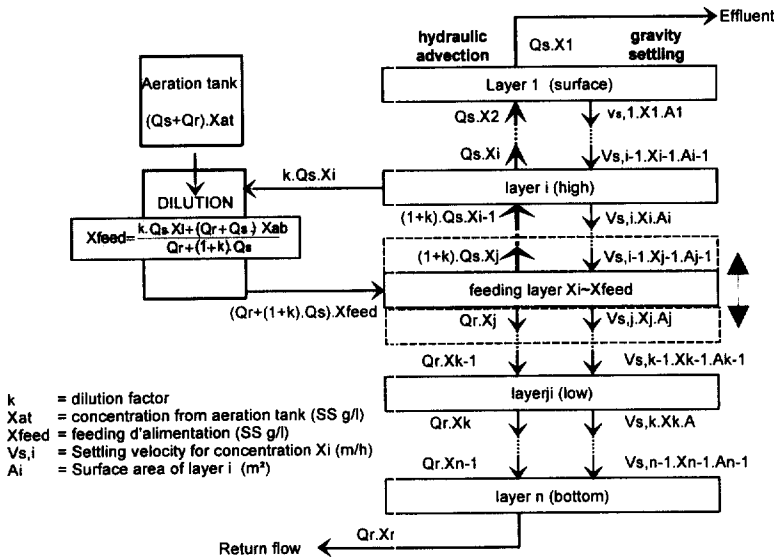 Effluent
hydraulic advection
Qs.X1
gravity settling
Aeration tank
(Qs+Qr).Xat
Layer 1 (surface)
Qs.X2
vs,1.X1.A1
Qs.Xi
Vs,i-1.Xi-1.Ai-1
k.Qs.Xi
layer i (high)
DILUTION
(1+k).Qs.Xi-1
Vs,i.Xi.Ai
Xfeed= k.Qs.Xi+(Qr+Qs.) Xab
Qr+(1+k).Qs
(1+k).Qs.Xj
Vs,i-1.Xj-1.Aj-1
feeding layer Xi~Xfeed
(Qr+(1+k).Qs).Xfeed
Qr.Xj
Vs,j.Xj.Aj
Qr.Xk-1
Vs,k-1.Xk-1.Ak-1
layerji (low)
k = dilution factor
Xat = concentration from aeration tank (SS g/l)
Xfeed = feeding d'alimentation (SS g/l)
Vs,i = Settling velocity for concentration Xi (m/h)
Ai = Surface area of layer i (m²)
Qr.Xk
Vs,k.Xk.A
Qr.Xn-1
Vs,n-1.Xn-1.An-1
layer n (bottom)
Qr.Xr
Return flow